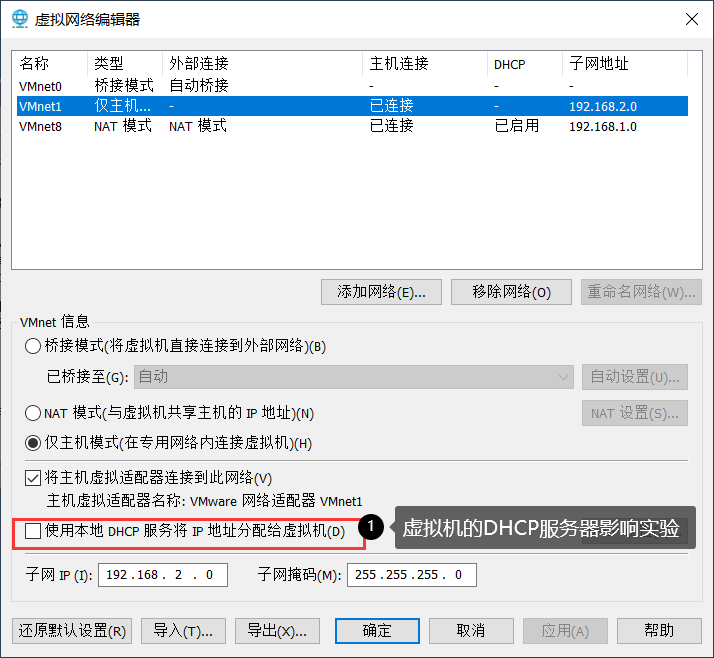 虚拟网络编辑器
名称 类型 外部连接 主机连接 DHCP 子网地址
VMnet0 桥接模式 自动桥接 - - -
VMnet1 仅主机... - 已连接 - 192.168.2.0
VMnet8 NAT 模式 NAT 模式 已连接 已启用 192.168.1.0
添加网络(E)... 移除网络(O) 重命名网络(W)...
VMnet 信息
桥接模式(将虚拟机直接连接到外部网络)(B)
已桥接至(G): 自动 自动设置(U)...
NAT 模式(与虚拟机共享主机的 IP 地址)(N) NAT 设置(S)...
仅主机模式(在专用网络内连接虚拟机)(H)
将主机虚拟适配器连接到此网络(V)
主机虚拟适配器名称: VMware 网络适配器 VMnet1
使用本地 DHCP 服务将 IP 地址分配给虚拟机(D) 1 虚拟机的DHCP服务器影响实验
子网 IP (I): 192.168. 2 . 0 子网掩码(M): 255.255.255. 0
还原默认设置(R) 导入(T)... 导出(X)... 确定 取消 应用(A) 帮助